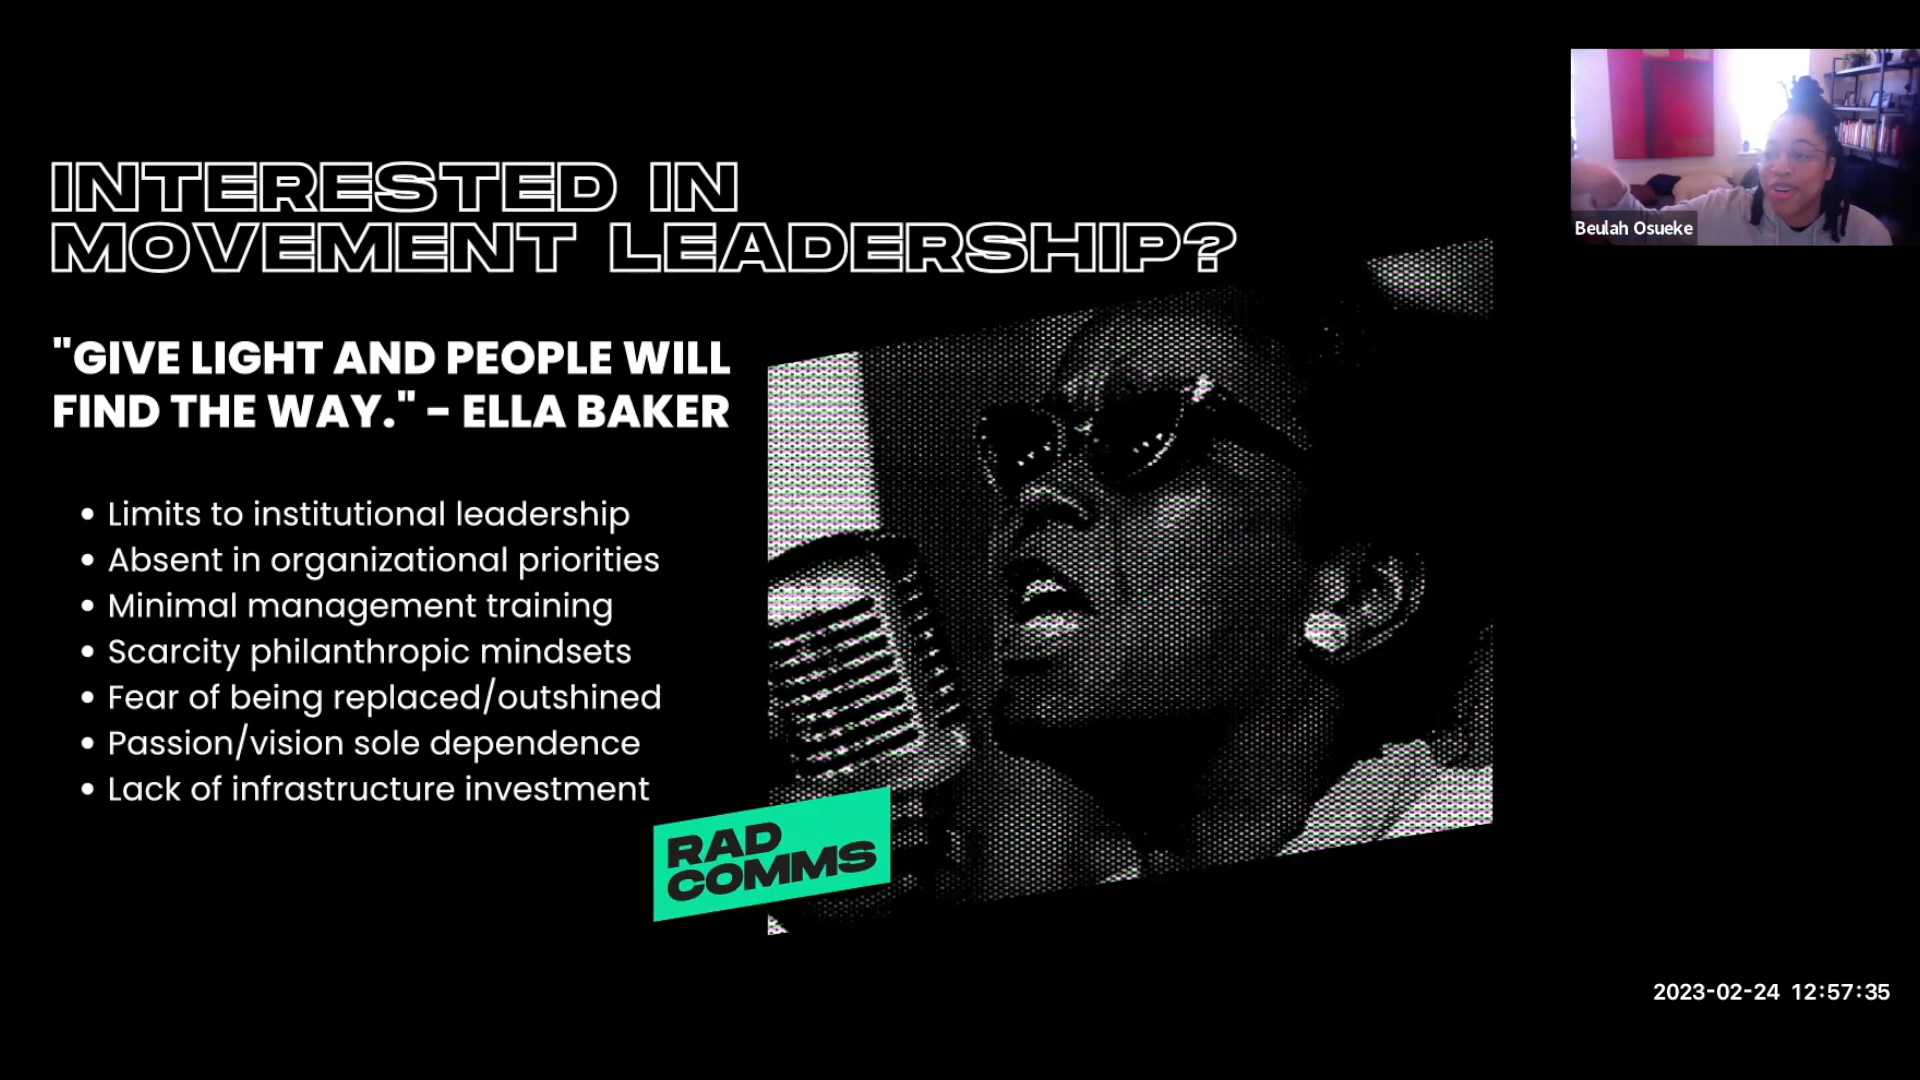 INTERESTED IN
MOVEMENT LEADERSHIP?
"GIVE LIGHT AND PEOPLE WILL
FIND THE WAY." – ELLA BAKER
• Limits to institutional leadership
• Absent in organizational priorities
• Minimal management training
• Scarcity philanthropic mindsets
• Fear of being replaced/outshined
• Passion/vision sole dependence
• Lack of infrastructure investment
RAD
COMMS
Beulah Osueke
2023-02-24 12:57:35